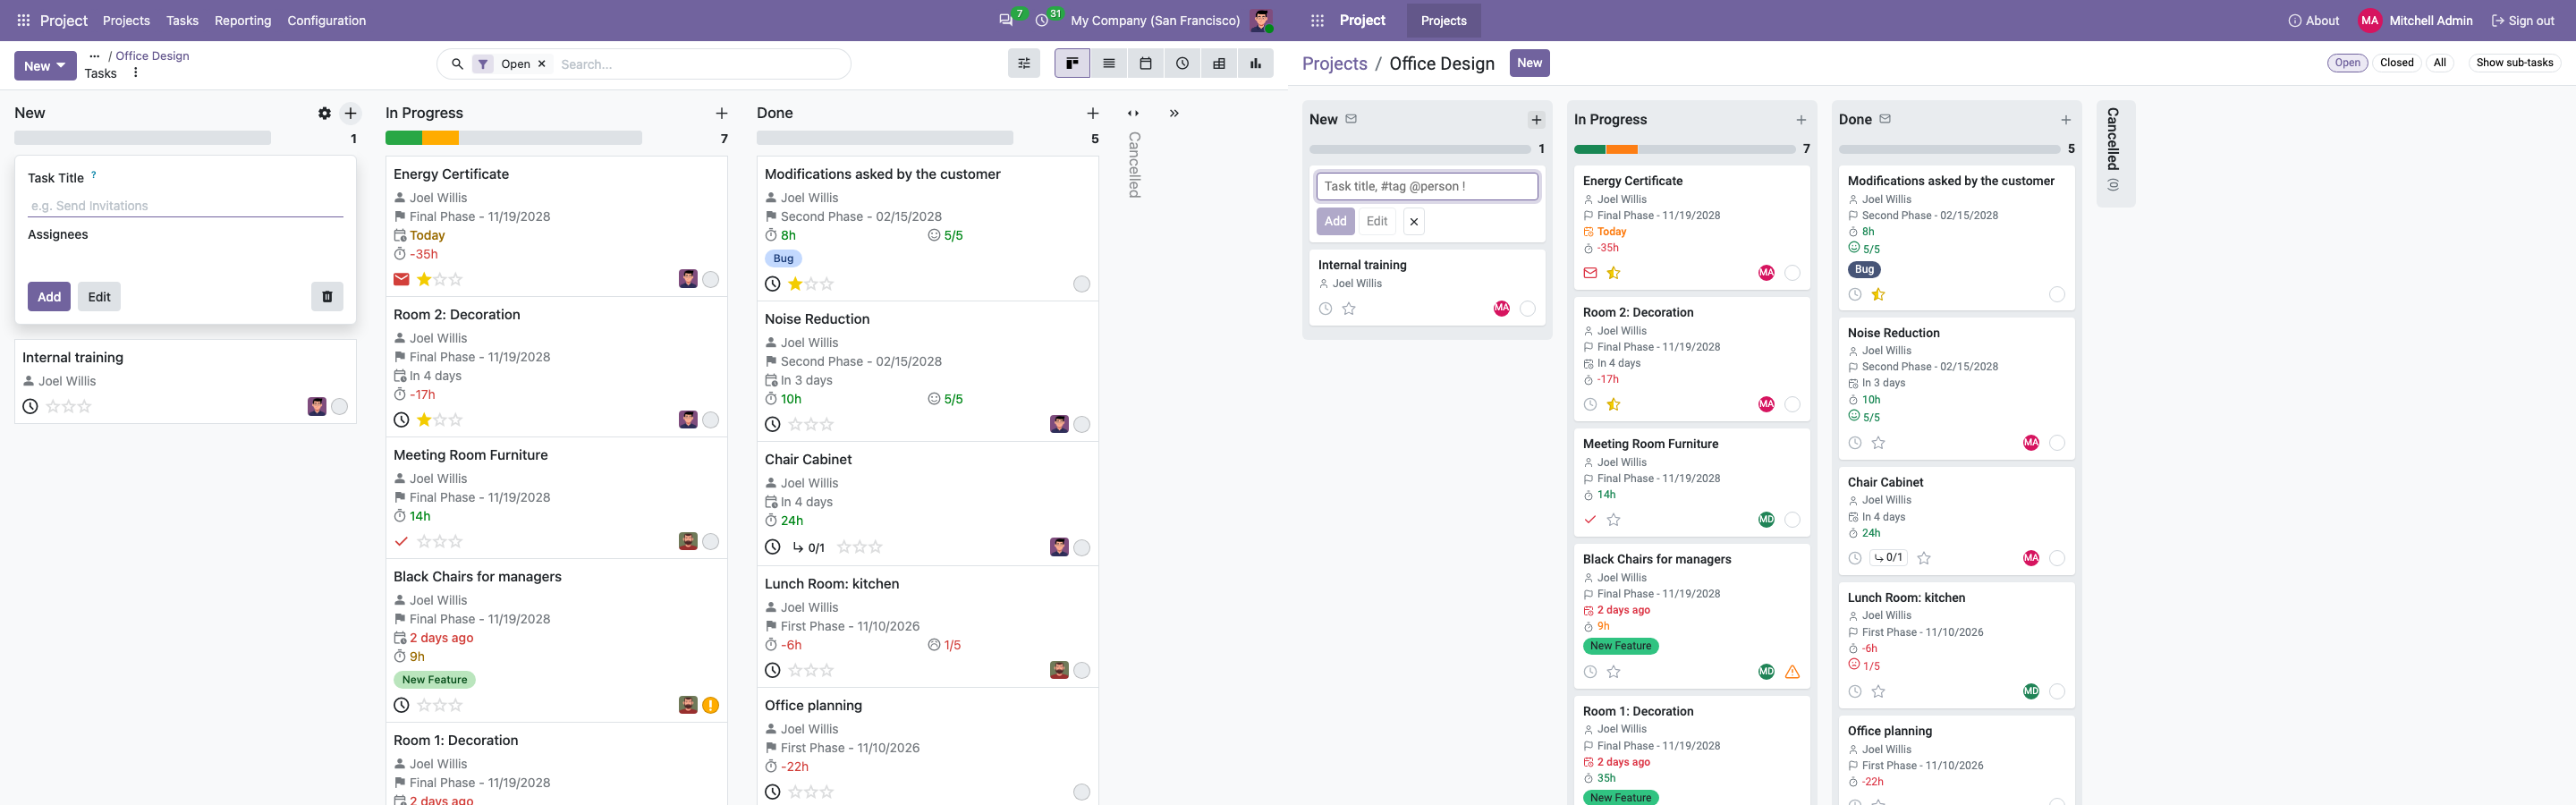 Project
Projects
Tasks
Reporting
Configuration
7
31
My Company (San Francisco)
New
... / Office Design
Tasks
Open
Search...
New
1
Task Title ?
e.g. Send Invitations
Assignees
Add
Edit
Internal training
Joel Willis
In Progress
7
Energy Certificate
Joel Willis
Final Phase - 11/19/2028
Today
-35h
Room 2: Decoration
Joel Willis
Final Phase - 11/19/2028
In 4 days
-17h
Meeting Room Furniture
Joel Willis
Final Phase - 11/19/2028
14h
Black Chairs for managers
Joel Willis
Final Phase - 11/19/2028
2 days ago
9h
New Feature
Room 1: Decoration
Joel Willis
Final Phase - 11/19/2028
2 days ago
Done
5
Modifications asked by the customer
Joel Willis
Second Phase - 02/15/2028
8h 5/5
Bug
Noise Reduction
Joel Willis
Second Phase - 02/15/2028
In 3 days
10h 5/5
Chair Cabinet
Joel Willis
In 4 days
24h
0/1
Lunch Room: kitchen
Joel Willis
First Phase - 11/10/2026
-6h 1/5
Office planning
Joel Willis
First Phase - 11/10/2026
-22h
Cancelled
Project
Projects
About
MA Mitchell Admin
Sign out
Projects / Office Design
New
Open
Closed
All
Show sub-tasks
New
1
Task title, #tag @person !
Add
Edit
Internal training
Joel Willis
MA
In Progress
7
Energy Certificate
Joel Willis
Final Phase - 11/19/2028
Today
-35h
MA
Room 2: Decoration
Joel Willis
Final Phase - 11/19/2028
In 4 days
-17h
MA
Meeting Room Furniture
Joel Willis
Final Phase - 11/19/2028
14h
MD
Black Chairs for managers
Joel Willis
Final Phase - 11/19/2028
2 days ago
9h
New Feature
MD
Room 1: Decoration
Joel Willis
Final Phase - 11/19/2028
2 days ago
35h
New Feature
Done
5
Modifications asked by the customer
Joel Willis
Second Phase - 02/15/2028
8h
5/5
Bug
Noise Reduction
Joel Willis
Second Phase - 02/15/2028
In 3 days
10h
5/5
MA
Chair Cabinet
Joel Willis
In 4 days
24h
0/1
MA
Lunch Room: kitchen
Joel Willis
First Phase - 11/10/2026
-6h
1/5
MD
Office planning
Joel Willis
First Phase - 11/10/2026
-22h
Cancelled (0)